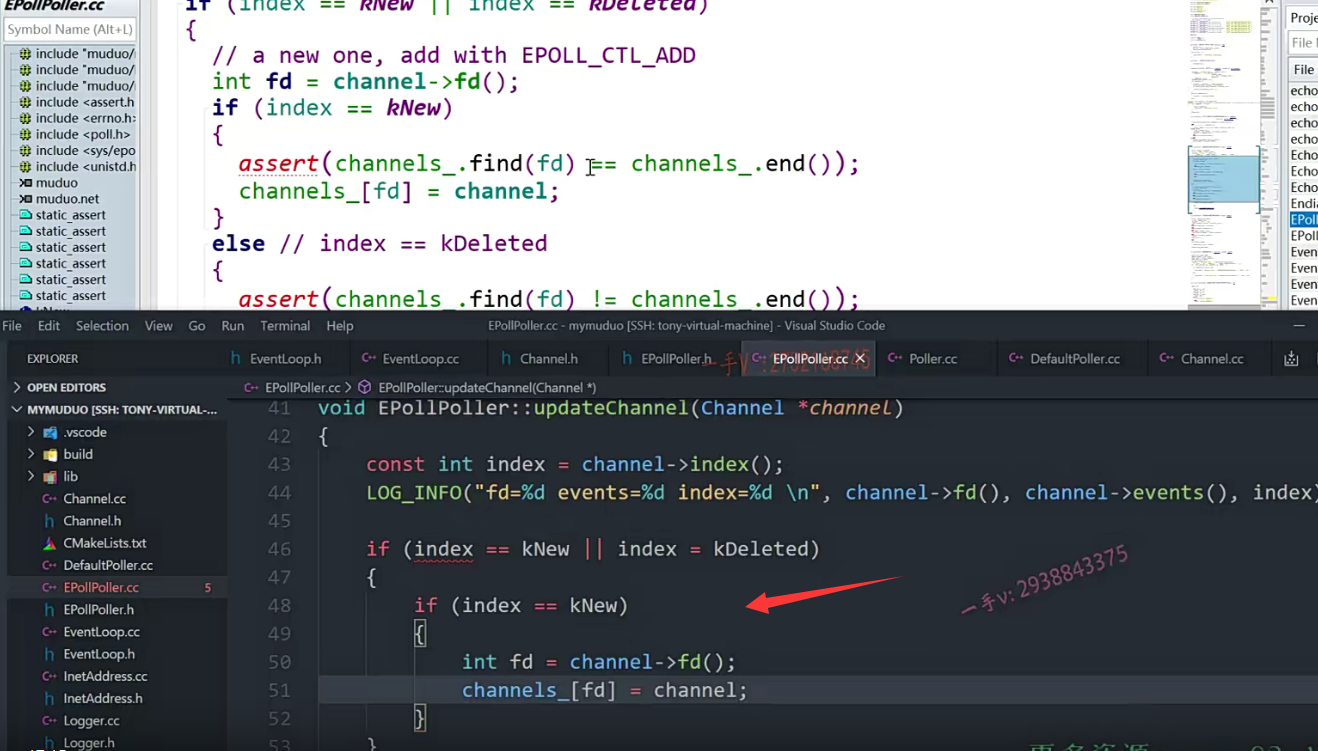 EPollPoller.cc
Symbol Name (Alt+L)
include "muduo/
include "muduo/
include "muduo/
include <assert.h
include <errno.h>
include <poll.h>
include <sys/epo
include <unistd.h
muduo
muduo.net
static_assert
static_assert
static_assert
static_assert
static_assert
static_assert
if (index == kNew || index == kDeleted)
{
// a new one, add with EPOLL_CTL_ADD
int fd = channel->fd();
if (index == kNew)
{
assert(channels_.find(fd) == channels_.end());
channels_[fd] = channel;
}
else // index == kDeleted
{
assert(channels_.find(fd) != channels_.end());
Proje
File
File
echo
echo
echo
echo
Echo
Echo
Echo
Endia
EPoll
EPoll
Even
Even
Even
Even
File Edit Selection View Go Run Terminal Help
EPollPoller.cc - mymuduo [SSH: tony-virtual-machine] - Visual Studio Code
EXPLORER
EventLoop.h
EventLoop.cc
Channel.h
EPollPoller.h
EPollPoller.cc
Poller.cc
DefaultPoller.cc
Channel.cc
OPEN EDITORS
MYMUDUO [SSH: TONY-VIRTUAL-...
.vscode
build
lib
Channel.cc
Channel.h
CMakeLists.txt
DefaultPoller.cc
EPollPoller.cc 5
EPollPoller.h
EventLoop.cc
EventLoop.h
InetAddress.cc
InetAddress.h
Logger.cc
Logger.h
EPollPoller.cc > EPollPoller::updateChannel(Channel *)
41 void EPollPoller::updateChannel(Channel *channel)
42 {
43 const int index = channel->index();
44 LOG_INFO("fd=%d events=%d index=%d \n", channel->fd(), channel->events(), index)
45
46 if (index == kNew || index = kDeleted)
47 {
48 if (index == kNew)
49 {
50 int fd = channel->fd();
51 channels_[fd] = channel;
52 }
53 }
一手v: 2938843375